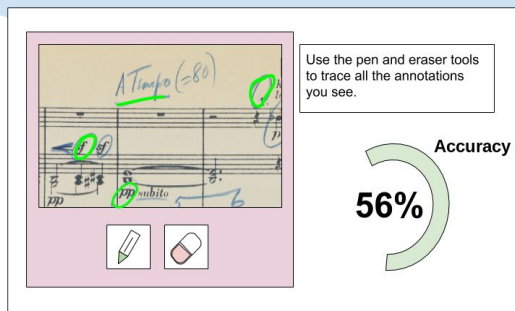 A Tempo (=80)
Use the pen and eraser tools
to trace all the annotations
you see.
Accuracy
56%
f
pp
pp subito